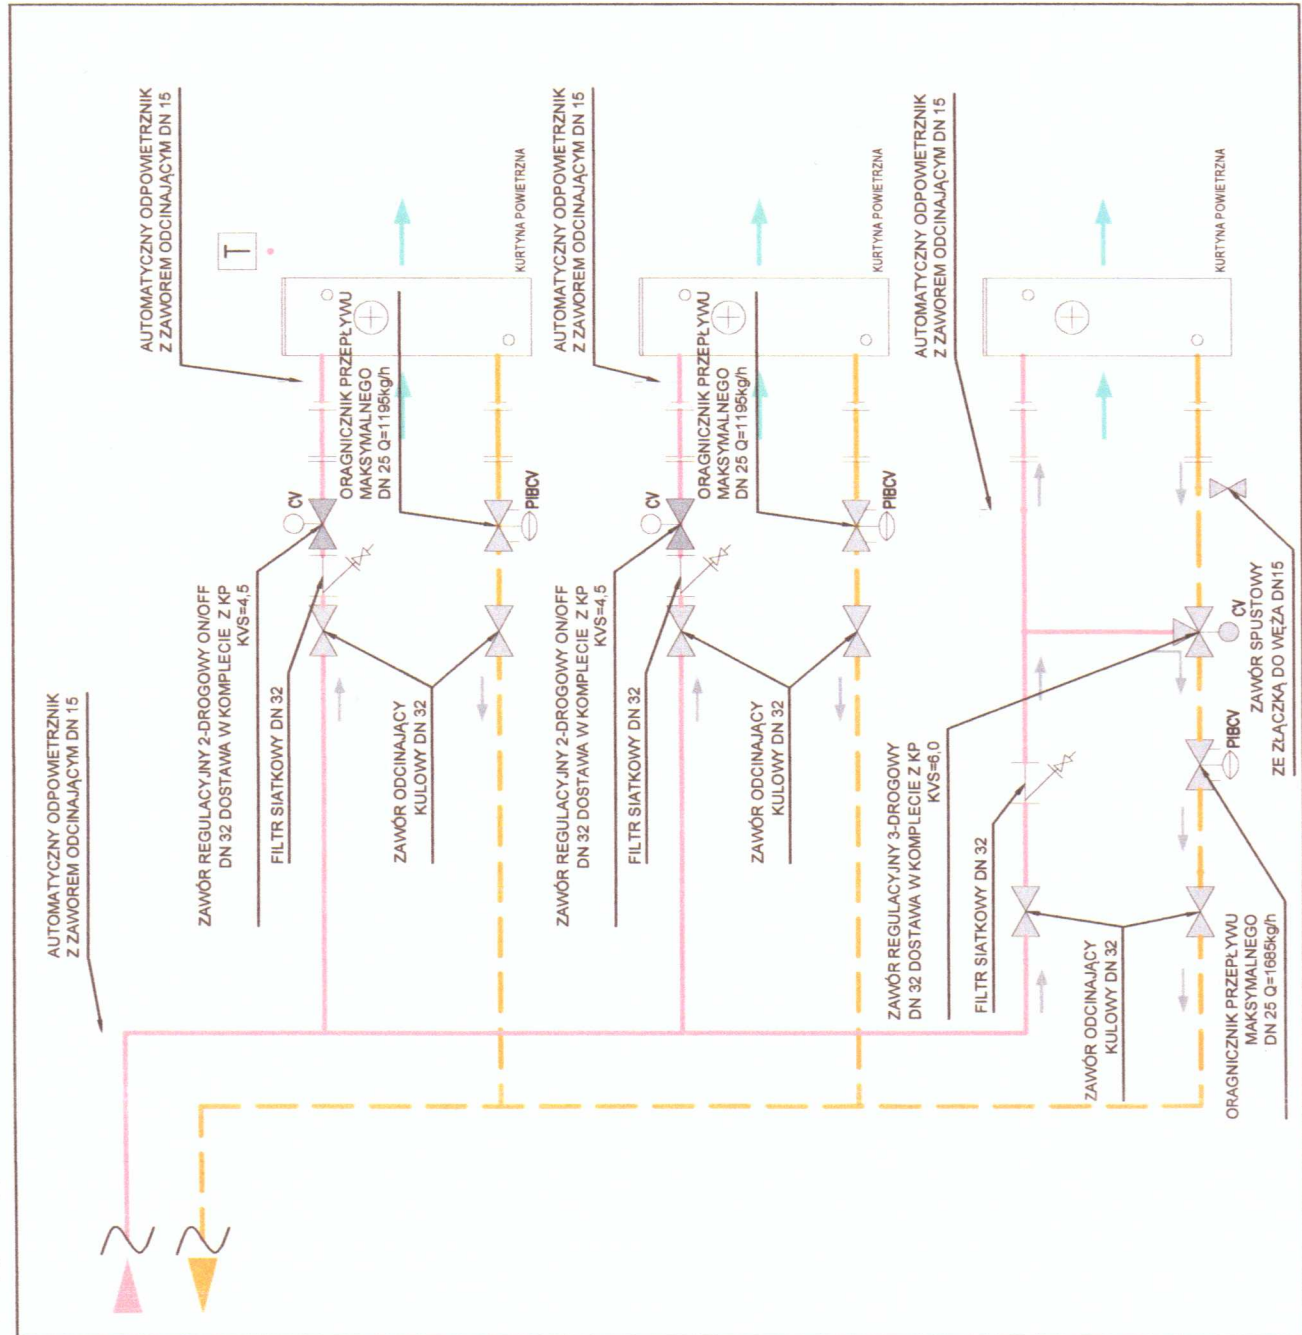 AUTOMATYCZNY ODPOWIETRZNIK
Z ZAWOREM ODCINAJĄCYM DN 15
AUTOMATYCZNY ODPOWIETRZNIK
Z ZAWOREM ODCINAJĄCYM DN 15
T
KURTYNA POWIETRZNA
ORAGNICZNIK PRZEPŁYWU
MAKSYMALNEGO
DN 25 Q=1195kg/h
CV
PIBCV
ZAWÓR REGULACYJNY 2-DROGOWY ON/OFF
DN 32 DOSTAWA W KOMPLECIE Z KP
KVS=4,5
FILTR SIATKOWY DN 32
ZAWÓR ODCINAJĄCY
KULOWY DN 32
AUTOMATYCZNY ODPOWIETRZNIK
Z ZAWOREM ODCINAJĄCYM DN 15
KURTYNA POWIETRZNA
ORAGNICZNIK PRZEPŁYWU
MAKSYMALNEGO
DN 25 Q=1195kg/h
CV
PIBCV
ZAWÓR REGULACYJNY 2-DROGOWY ON/OFF
DN 32 DOSTAWA W KOMPLECIE Z KP
KVS=4,5
FILTR SIATKOWY DN 32
ZAWÓR ODCINAJĄCY
KULOWY DN 32
AUTOMATYCZNY ODPOWIETRZNIK
Z ZAWOREM ODCINAJĄCYM DN 15
KURTYNA POWIETRZNA
ZAWÓR REGULACYJNY 3-DROGOWY
DN 32 DOSTAWA W KOMPLECIE Z KP
KVS=6,0
FILTR SIATKOWY DN 32
ZAWÓR ODCINAJĄCY
KULOWY DN 32
CV
PIBCV
ZAWÓR SPUSTOWY
ZE ZŁĄCZKĄ DO WĘŻA DN15
ORAGNICZNIK PRZEPŁYWU
MAKSYMALNEGO
DN 25 Q=1685kg/h